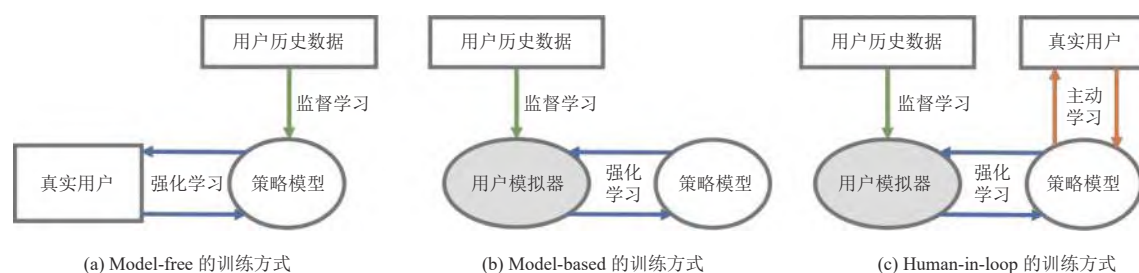 用户历史数据
监督学习
真实用户
强化学习
策略模型
(a) Model-free 的训练方式
用户历史数据
监督学习
用户模拟器
强化
学习
策略模型
(b) Model-based 的训练方式
用户历史数据
真实用户
监督学习
主动
学习
用户模拟器
强化
学习
策略模型
(c) Human-in-loop 的训练方式